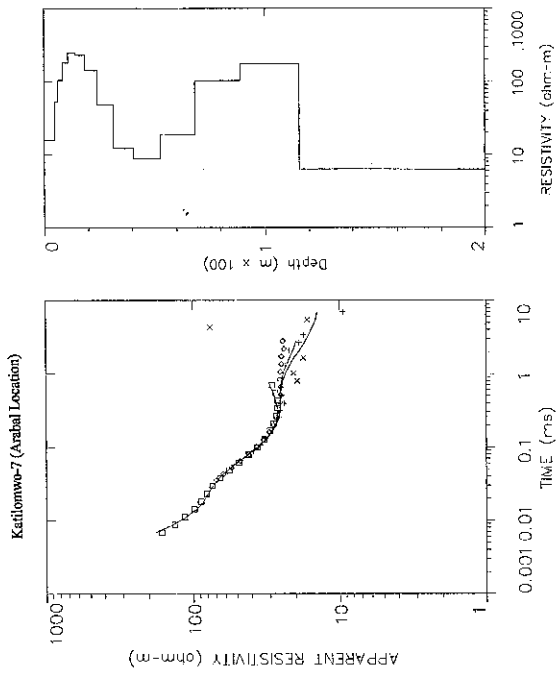 Katilomwo-7 (Arabal Location)
1000
100
10
1
APPARENT RESISTIVITY (ohm-m)
0.001 0.01 0.1 1 10
TIME (ms)
0
1
2
Depth (m x 100)
1 10 100 .1000
RESISTIVITY (ohm-m)